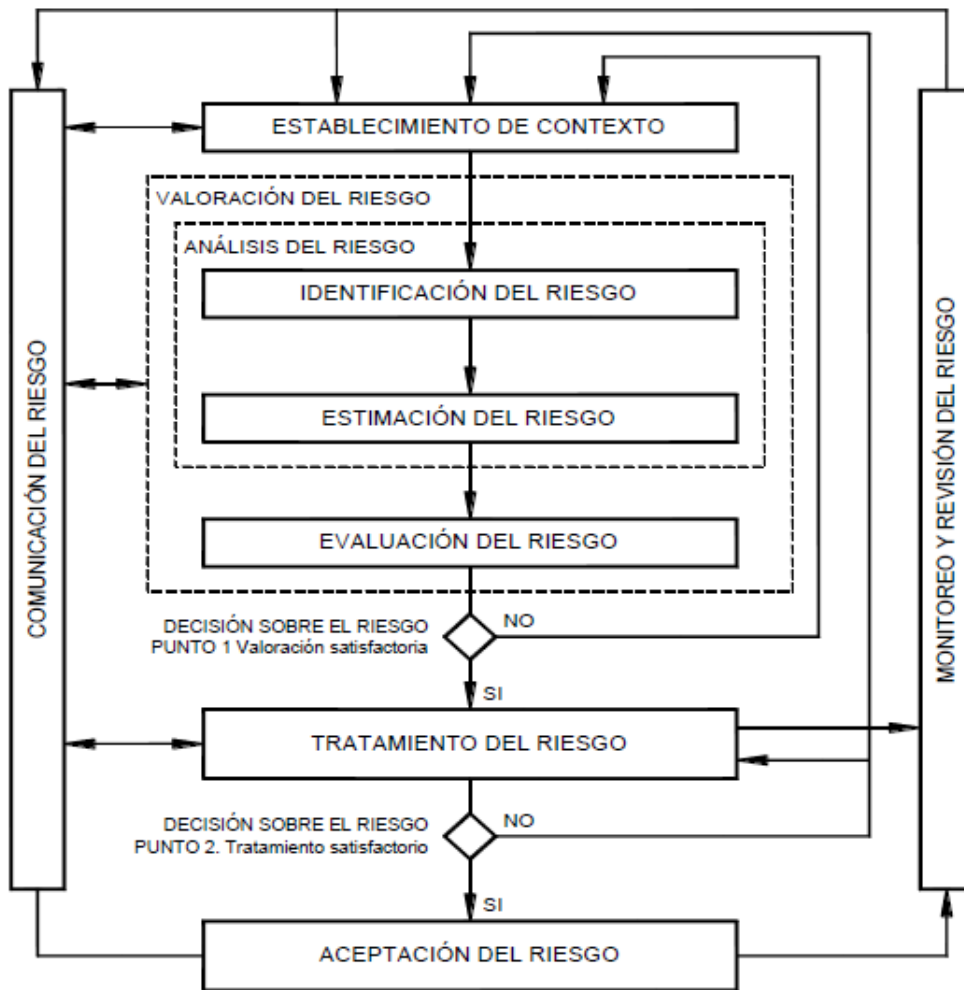 ESTABLECIMIENTO DE CONTEXTO
VALORACIÓN DEL RIESGO
ANÁLISIS DEL RIESGO
IDENTIFICACIÓN DEL RIESGO
ESTIMACIÓN DEL RIESGO
EVALUACIÓN DEL RIESGO
DECISIÓN SOBRE EL RIESGO
PUNTO 1 Valoración satisfactoria
NO
SI
TRATAMIENTO DEL RIESGO
DECISIÓN SOBRE EL RIESGO
PUNTO 2. Tratamiento satisfactorio
NO
SI
ACEPTACIÓN DEL RIESGO
COMUNICACIÓN DEL RIESGO
MONITOREO Y REVISIÓN DEL RIESGO